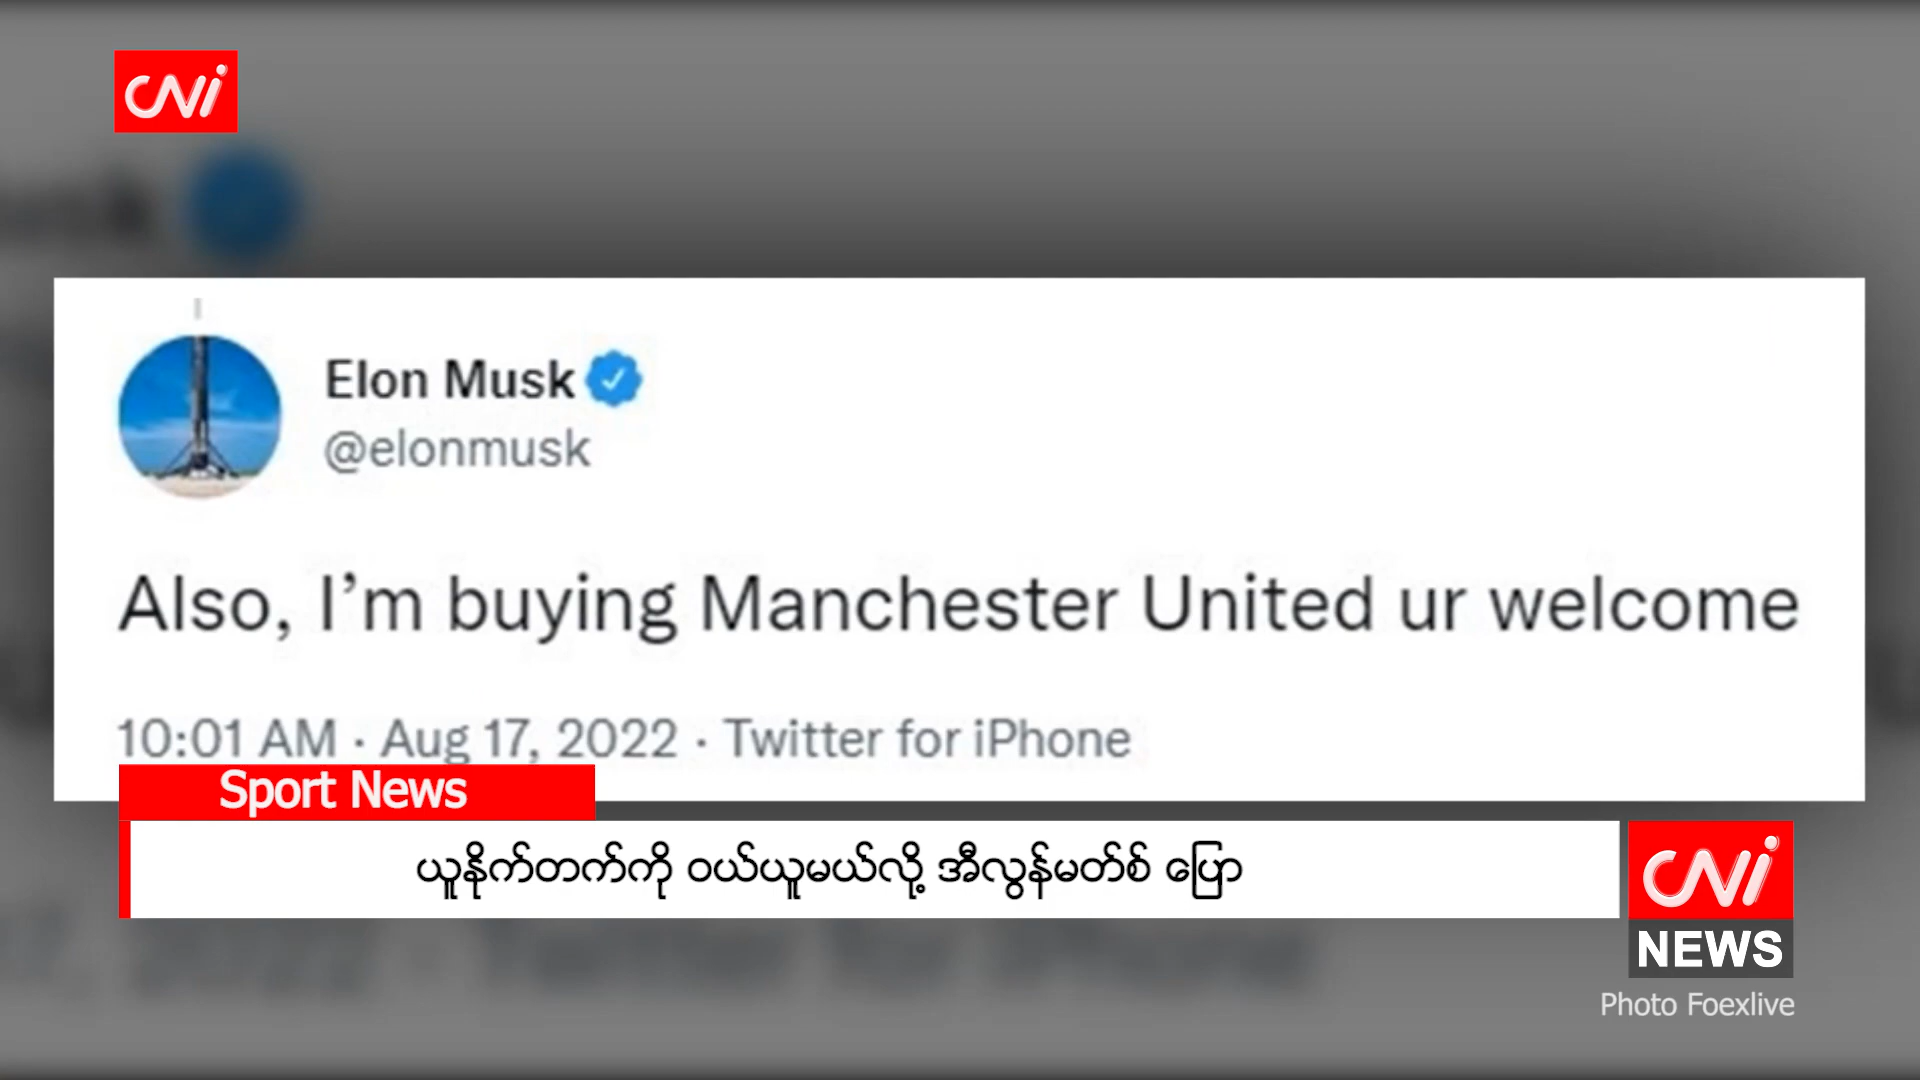 CNi
Elon Musk
@elonmusk
Also, I’m buying Manchester United ur welcome
10:01 AM · Aug 17, 2022 · Twitter for iPhone
Sport News
ယူနိုက်တက်ကို ဝယ်ယူမယ်လို့ အီလွန်မတ်စ် ပြော
CNi
NEWS
Photo Foexlive